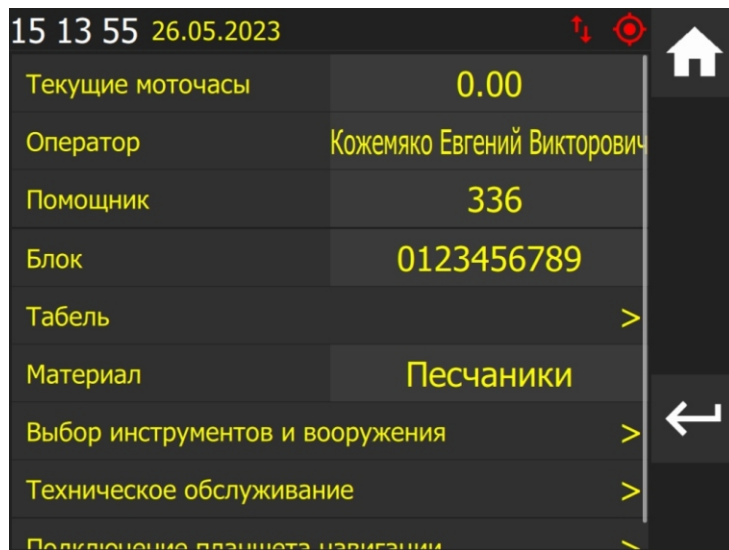 15 13 55 26.05.2023
Текущие моточасы 0.00
Оператор Кожемяко Евгений Викторович
Помощник 336
Блок 0123456789
Табель >
Материал Песчаники
Выбор инструментов и вооружения >
Техническое обслуживание >
Подключение планшета навигации >